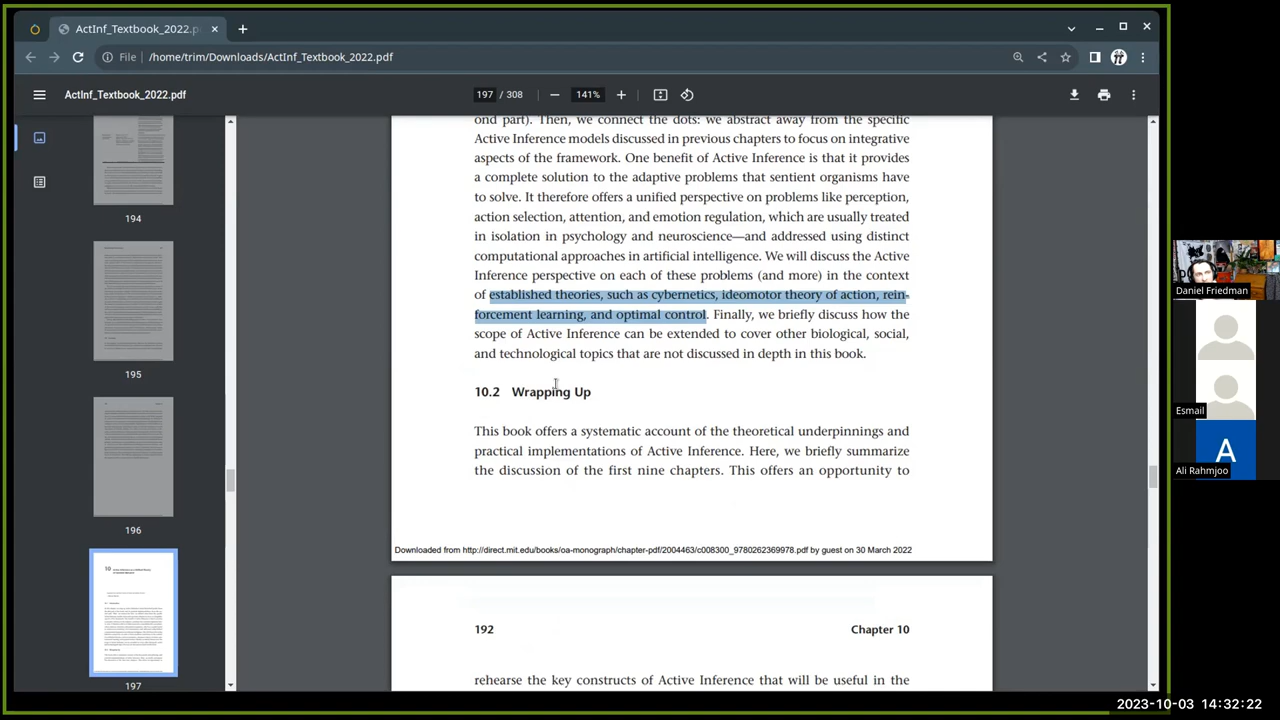 ActInf_Textbook_2022.p
File
/home/trim/Downloads/ActInf_Textbook_2022.pdf
ActInf_Textbook_2022.pdf
197 / 308
141%
194
195
196
197
ond part). Then, we connect the dots: we abstract away from the specific
Active Inference models discussed in previous chapters to focus on integrative
aspects of the framework. One benefit of Active Inference is that it provides
a complete solution to the adaptive problems that sentient organisms have
to solve. It therefore offers a unified perspective on problems like perception,
action selection, attention, and emotion regulation, which are usually treated
in isolation in psychology and neuroscience—and addressed using distinct
computational approaches in artificial intelligence. We will discuss the Active
Inference perspective on each of these problems (and more) in the context
of established theories, such as cybernetics, ideomotor theory of action, rein-
forcement learning, and optimal control. Finally, we briefly discuss how the
scope of Active Inference can be extended to cover other biological, social,
and technological topics that are not discussed in depth in this book.
10.2 Wrapping Up
This book offers a systematic account of the theoretical underpinnings and
practical implementations of Active Inference. Here, we briefly summarize
the discussion of the first nine chapters. This offers an opportunity to
Downloaded from http://direct.mit.edu/books/oa-monograph/chapter-pdf/2004463/c008300_9780262369978.pdf by guest on 30 March 2022
192
Chapter 10
rehearse the key constructs of Active Inference that will be useful in the
Daniel Friedman
Esmail
A
Ali Rahmjoo
2023-10-03 14:32:22